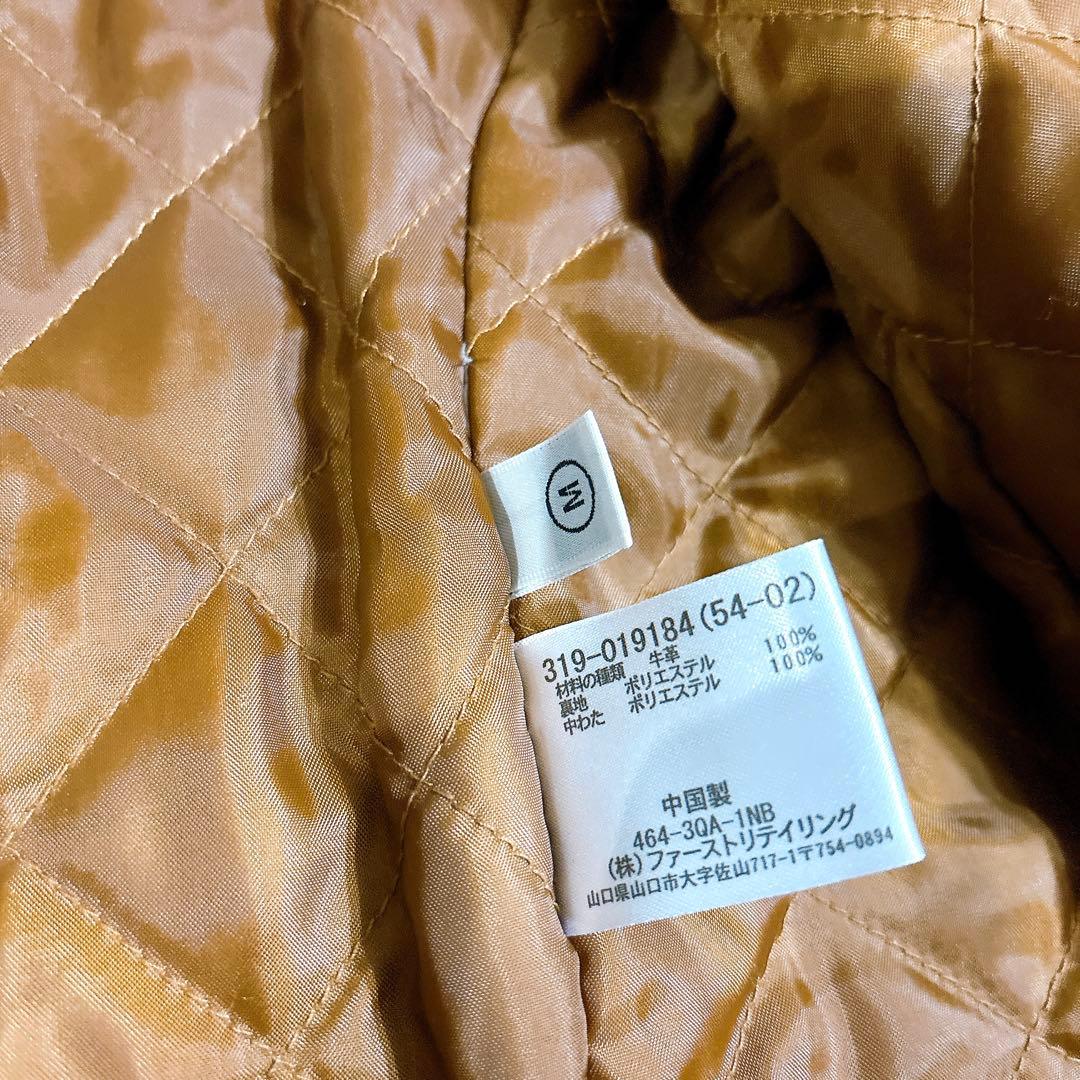 M
319-019184(54-02)
材料の種類 牛革
裏地 ポリエステル 100%
中わた ポリエステル 100%
中国製
464-3QA-1NB
(株)ファーストリテイリング
山口県山口市大字佐山717-1〒754-0894